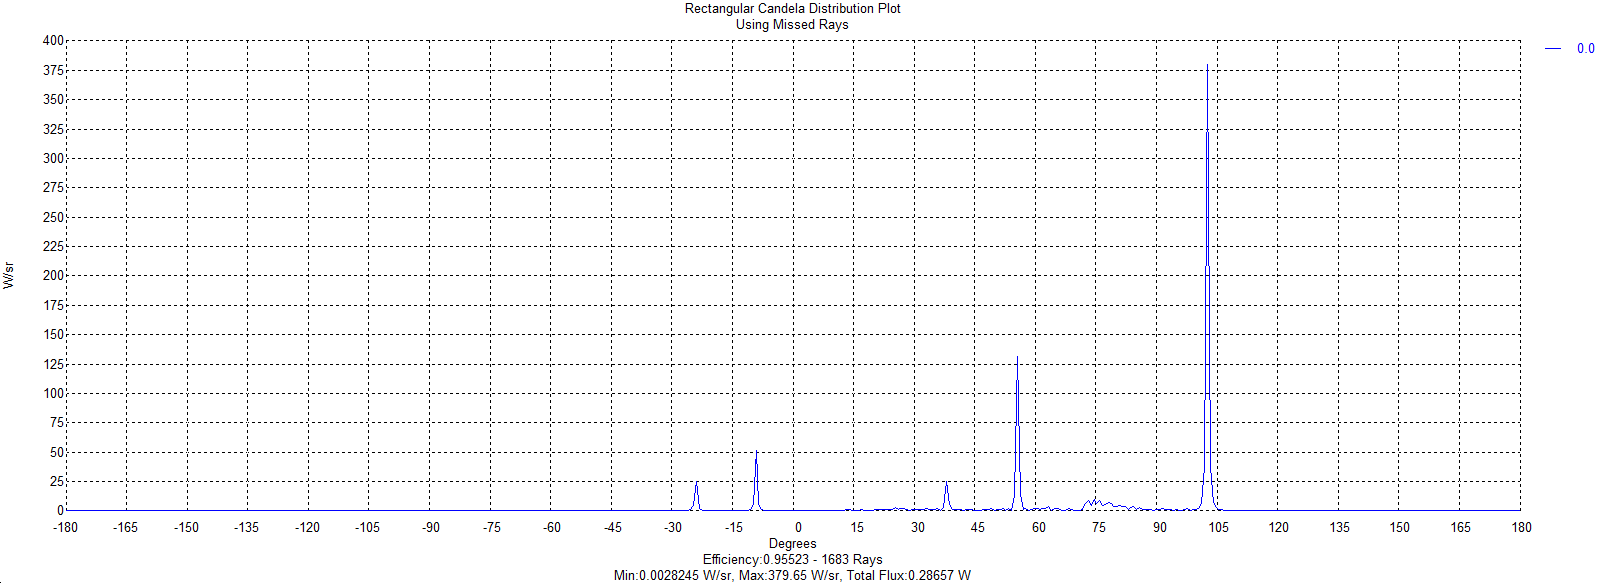 Rectangular Candela Distribution Plot
Using Missed Rays
0.0
400
375
350
325
300
275
250
225
200
175
150
125
100
75
50
25
0
W/sr
-180 -165 -150 -135 -120 -105 -90 -75 -60 -45 -30 -15 0 15 30 45 60 75 90 105 120 135 150 165 180
Degrees
Efficiency:0.95523 - 1683 Rays
Min:0.0028245 W/sr, Max:379.65 W/sr, Total Flux:0.28657 W